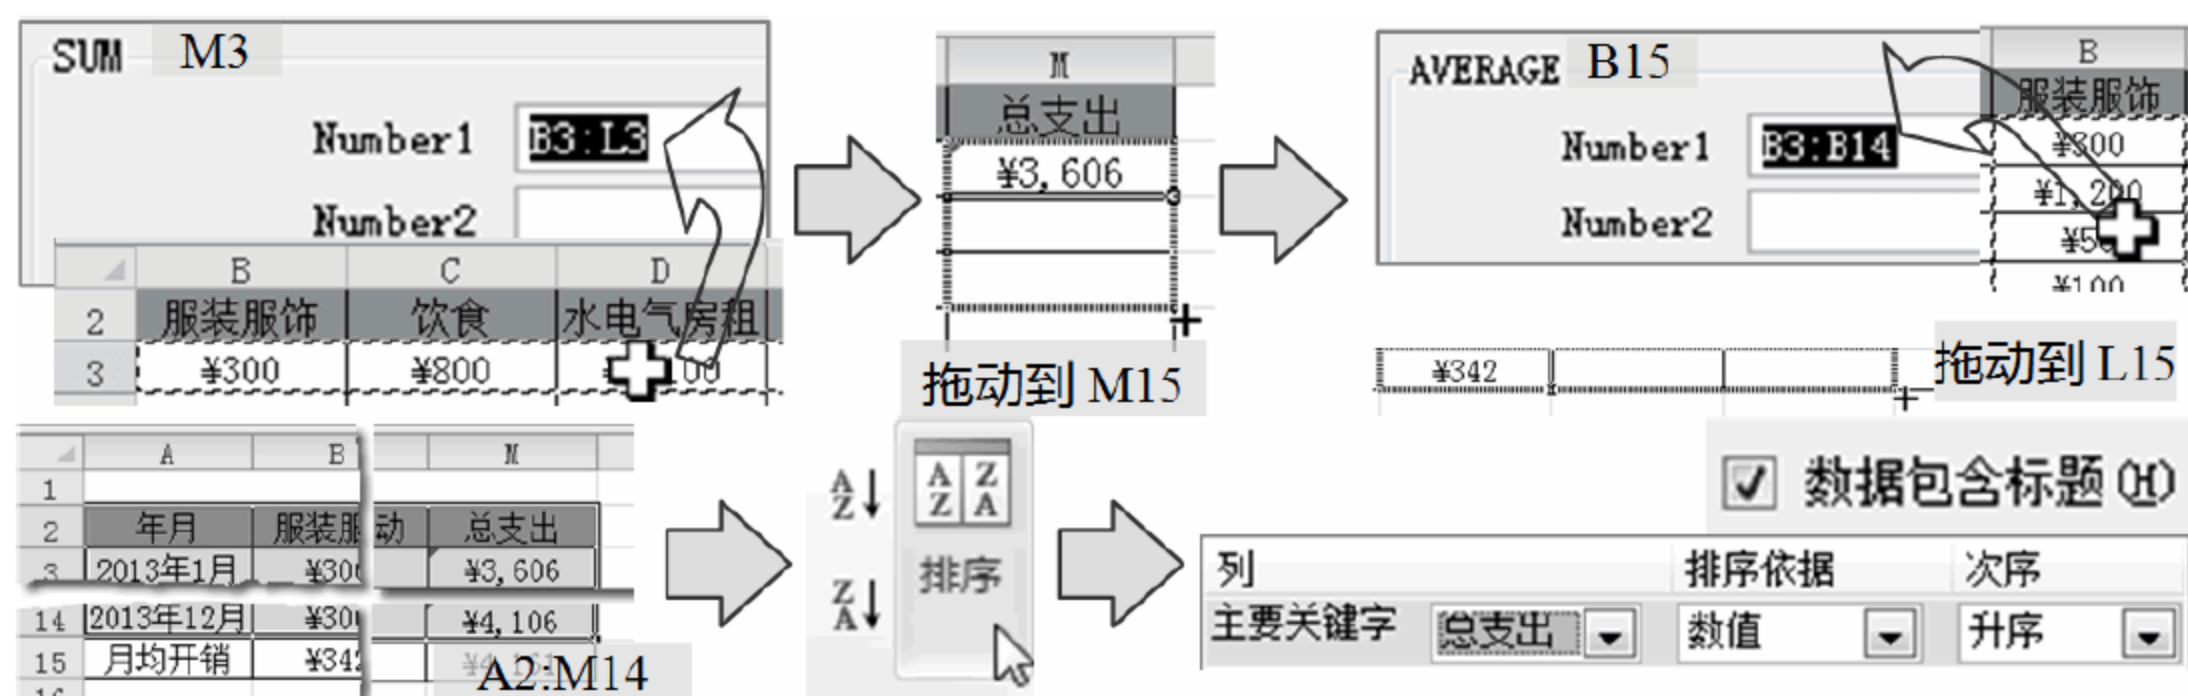 SUM M3
Number1 B3:L3
Number2
B C D
2 服装服饰 饮食 水电气房租
3 ¥300 ¥800
M
总支出
¥3,606
拖动到 M15
AVERAGE B15
Number1 B3:B14
Number2
B
服装服饰
¥300
¥1,200
¥100
¥342
拖动到 L15
A B M
1
2 年月 服装服 动 总支出
3 2013年1月 ¥300 ¥3,606
14 2013年12月 ¥300 ¥4,106
15 月均开销 ¥342
A2:M14
A Z
Z A
A Z
Z A
排序
数据包含标题(H)
列 排序依据 次序
主要关键字 总支出 数值 升序